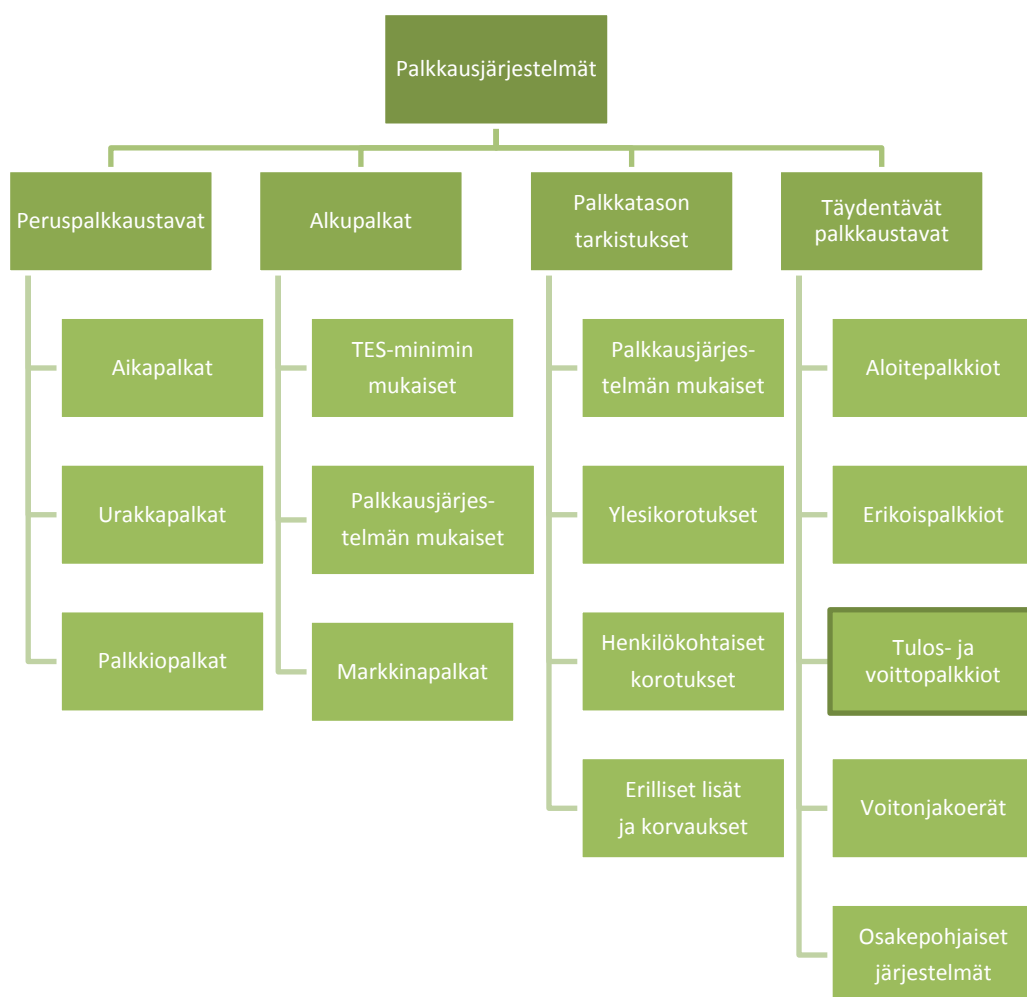 Palkkausjärjestelmät
Peruspalkkaustavat
Aikapalkat
Urakkapalkat
Palkkiopalkat
Alkupalkat
TES-minimin
mukaiset
Palkkausjärjes-
telmän mukaiset
Markkinapalkat
Palkkatason
tarkistukset
Palkkausjärjes-
telmän mukaiset
Ylesikorotukset
Henkilökohtaiset
korotukset
Erilliset lisät
ja korvaukset
Täydentävät
palkkaustavat
Aloitepalkkiot
Erikoispalkkiot
Tulos- ja
voittopalkkiot
Voitonjakoerät
Osakepohjaiset
järjestelmät